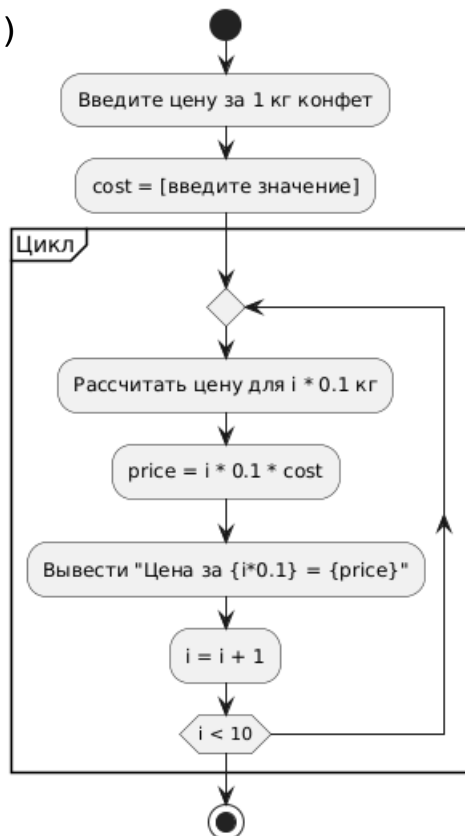 )
Введите цену за 1 кг конфет
cost = [введите значение]
Цикл
Рассчитать цену для i * 0.1 кг
price = i * 0.1 * cost
Вывести "Цена за {i*0.1} = {price}"
i = i + 1
i < 10